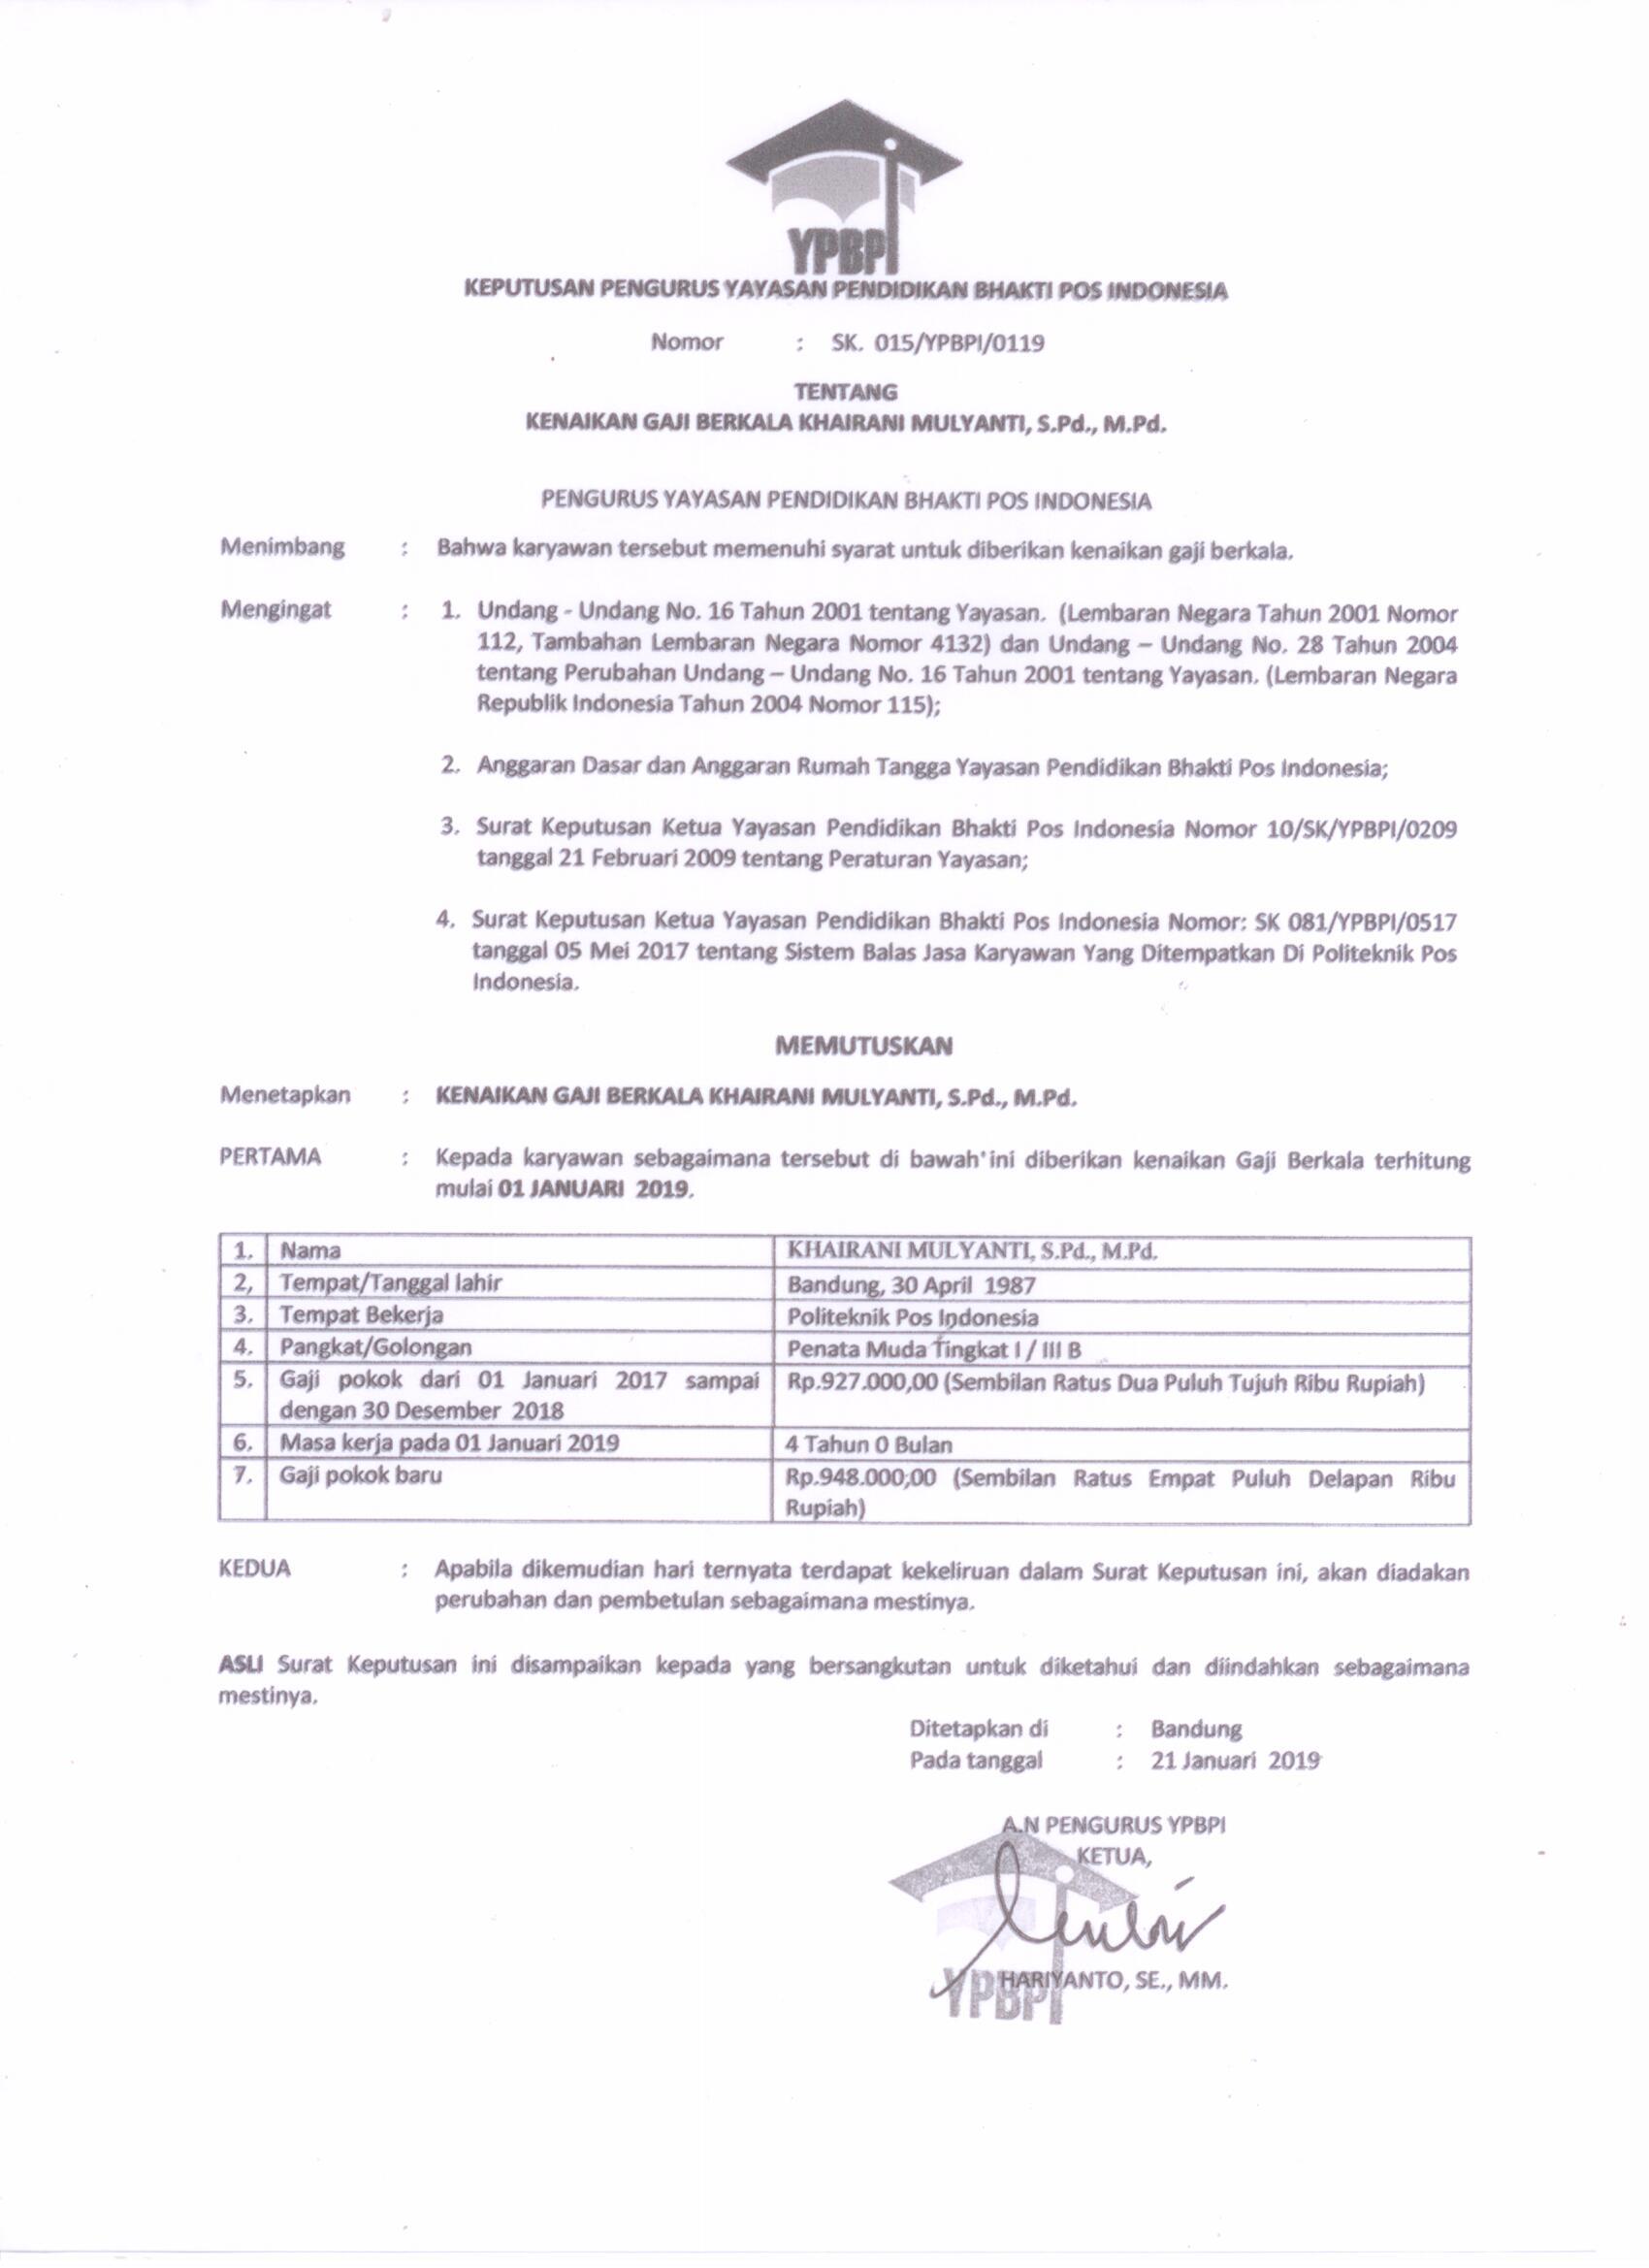 YPBPI
KEPUTUSAN PENGURUS YAYASAN PENDIDIKAN BHAKTI POS INDONESIA
Nomor : SK. 015/YPBPI/0119
TENTANG
KENAIKAN GAJI BERKALA KHAIRANI MULYANTI, S.Pd., M.Pd.
PENGURUS YAYASAN PENDIDIKAN BHAKTI POS INDONESIA
Menimbang : Bahwa karyawan tersebut memenuhi syarat untuk diberikan kenaikan gaji berkala.
Mengingat : 1. Undang - Undang No. 16 Tahun 2001 tentang Yayasan. (Lembaran Negara Tahun 2001 Nomor
112, Tambahan Lembaran Negara Nomor 4132) dan Undang – Undang No. 28 Tahun 2004
tentang Perubahan Undang – Undang No. 16 Tahun 2001 tentang Yayasan. (Lembaran Negara
Republik Indonesia Tahun 2004 Nomor 115);
2. Anggaran Dasar dan Anggaran Rumah Tangga Yayasan Pendidikan Bhakti Pos Indonesia;
3. Surat Keputusan Ketua Yayasan Pendidikan Bhakti Pos Indonesia Nomor 10/SK/YPBPI/0209
tanggal 21 Februari 2009 tentang Peraturan Yayasan;
4. Surat Keputusan Ketua Yayasan Pendidikan Bhakti Pos Indonesia Nomor: SK 081/YPBPI/0517
tanggal 05 Mei 2017 tentang Sistem Balas Jasa Karyawan Yang Ditempatkan Di Politeknik Pos
Indonesia.
MEMUTUSKAN
Menetapkan : KENAIKAN GAJI BERKALA KHAIRANI MULYANTI, S.Pd., M.Pd.
PERTAMA : Kepada karyawan sebagaimana tersebut di bawah ini diberikan kenaikan Gaji Berkala terhitung
mulai 01 JANUARI 2019.
1. Nama KHAIRANI MULYANTI, S.Pd., M.Pd.
2, Tempat/Tanggal lahir Bandung, 30 April 1987
3. Tempat Bekerja Politeknik Pos Indonesia
4. Pangkat/Golongan Penata Muda Tingkat I / III B
5. Gaji pokok dari 01 Januari 2017 sampai Rp.927.000,00 (Sembilan Ratus Dua Puluh Tujuh Ribu Rupiah)
dengan 30 Desember 2018
6. Masa kerja pada 01 Januari 2019 4 Tahun 0 Bulan
7. Gaji pokok baru Rp.948.000;00 (Sembilan Ratus Empat Puluh Delapan Ribu
Rupiah)
KEDUA : Apabila dikemudian hari ternyata terdapat kekeliruan dalam Surat Keputusan ini, akan diadakan
perubahan dan pembetulan sebagaimana mestinya.
ASLI Surat Keputusan ini disampaikan kepada yang bersangkutan untuk diketahui dan diindahkan sebagaimana
mestinya.
Ditetapkan di : Bandung
Pada tanggal : 21 Januari 2019
A.N PENGURUS YPBPI
KETUA,
HARIYANTO, SE., MM.
YPBPI